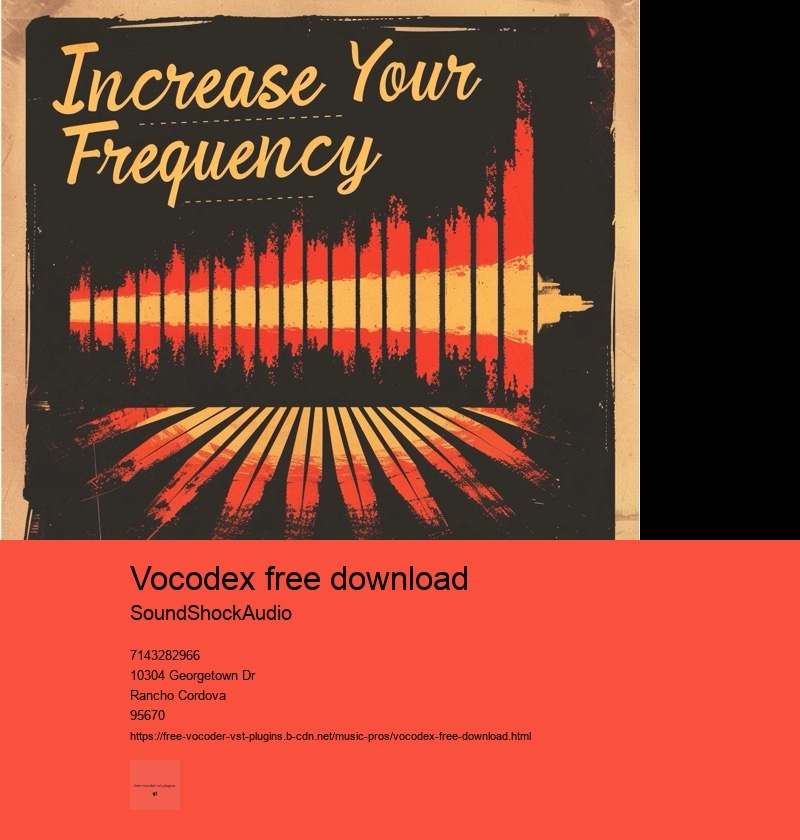 Increase Your
Frequency
Vocodex free download
SoundShockAudio
7143282966
10304 Georgetown Dr
Rancho Cordova
95670
https://free-vocoder-vst-plugins.b-cdn.net/music-pros/vocodex-free-download.html
free-vocoder-vst-plugins